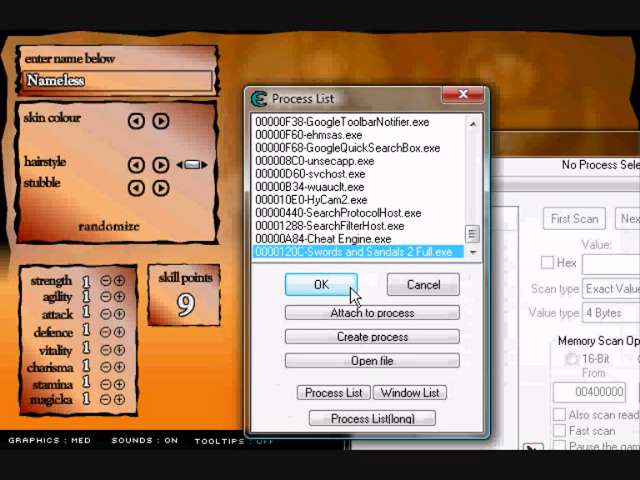 enter name below
Nameless
skin colour
hairstyle
stubble
randomize
strength 1
agility 1
attack 1
defence 1
vitality 1
charisma 1
stamina 1
magicka 1
skill points
9
GRAPHICS : MED SOUNDS : ON TOOLTIPS : OFF
Process List
00000F38-GoogleToolbarNotifier.exe
00000F60-ehmsas.exe
00000F68-GoogleQuickSearchBox.exe
000008C0-unsecapp.exe
00000D60-svchost.exe
00000B34-wuauclt.exe
000010E0-HyCam2.exe
00000440-SearchProtocolHost.exe
00001288-SearchFilterHost.exe
00000A84-Cheat Engine.exe
0000120C-Swords and Sandals 2 Full.exe
OK Cancel
Attach to process
Create process
Open file
Process List Window List
Process List(long)
No Process Sele
First Scan Nex
Value:
Hex
Scan type Exact Value
Value type 4 Bytes
Memory Scan Op
16-Bit
From
00400000
Also scan read
Fast scan
Pause the gam